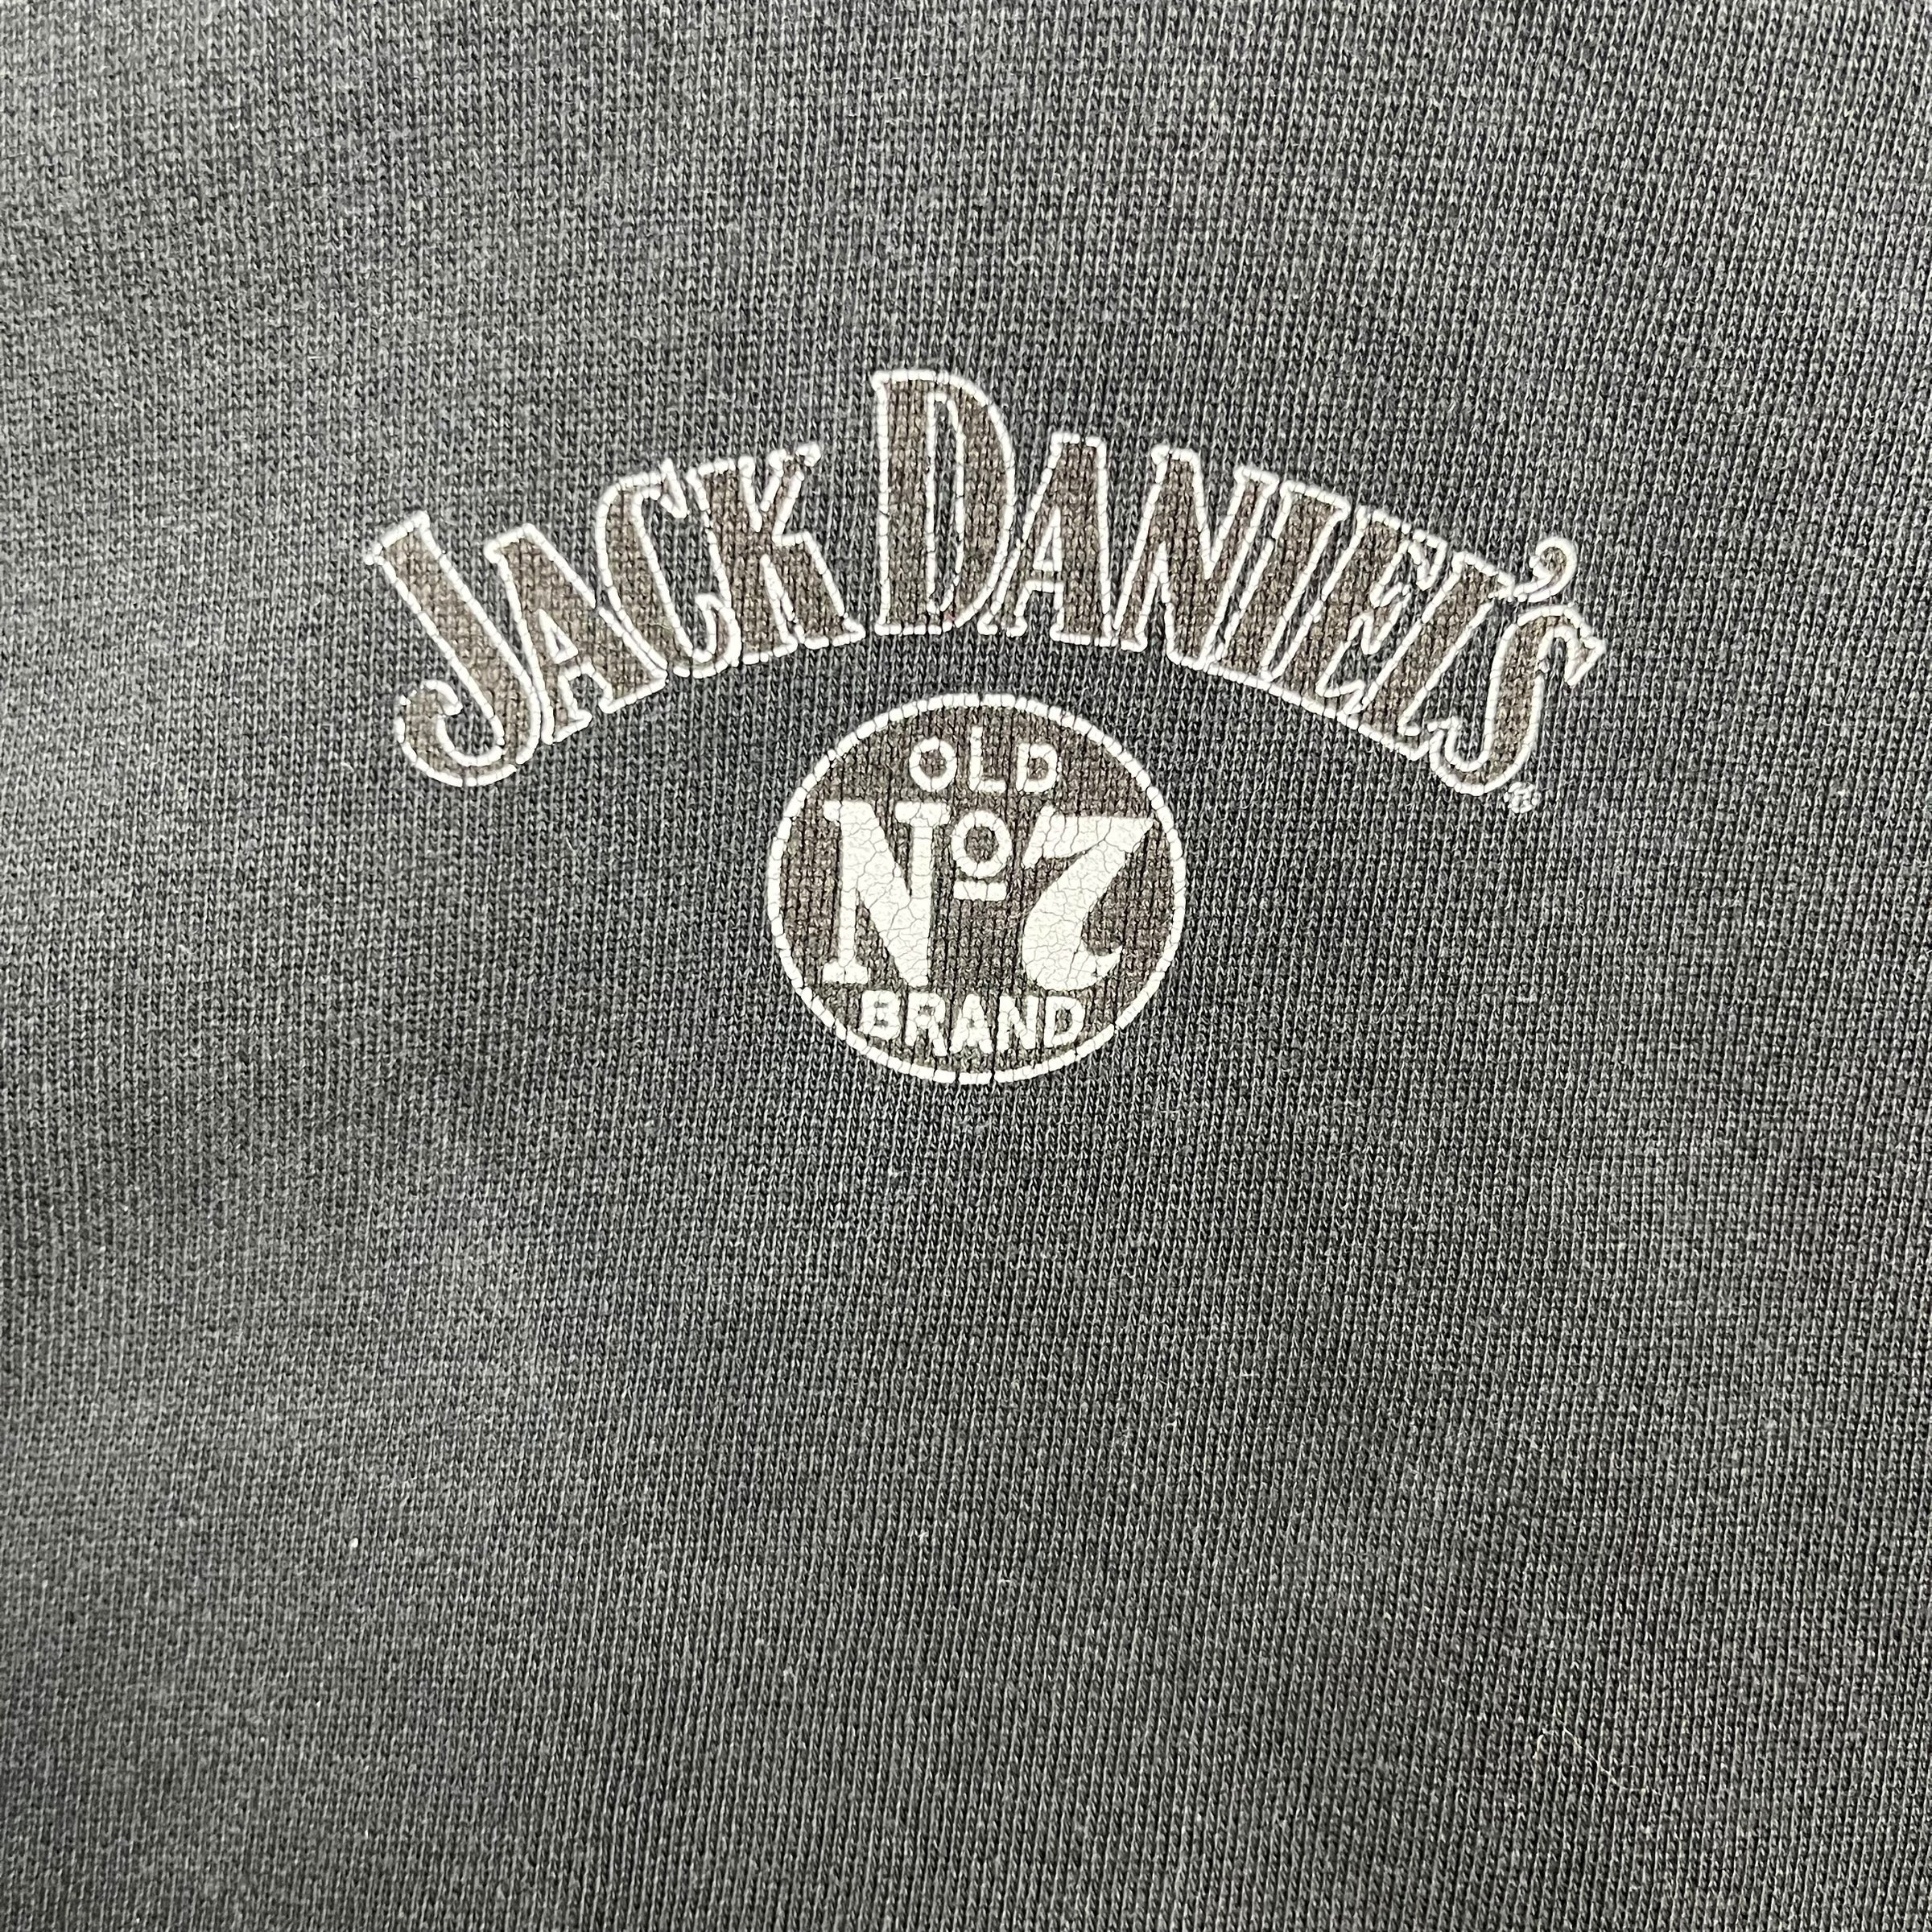 JACK DANIEL'S®
OLD
Nº7
BRAND